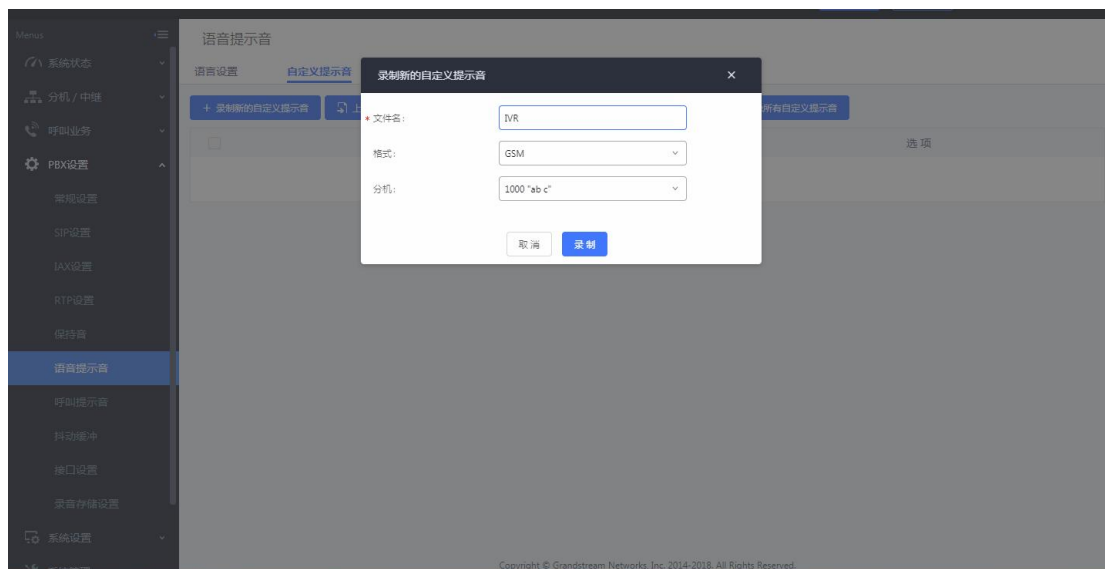 Menus
语音提示音
系统状态
语言设置
自定义提示音
录制新的自定义提示音
×
分机/中继
+ 录制新的自定义提示音
上
所有自定义提示音
* 文件名:
IVR
呼叫业务
格式:
GSM
选项
PBX设置
分机:
1000 "ab c"
常规设置
SIP设置
取消
录制
IAX设置
RTP设置
保持音
语音提示音
呼叫提示音
抖动缓冲
接口设置
录音存储设置
系统设置
Copyright © Grandstream Networks, Inc. 2014-2018. All Rights Reserved.